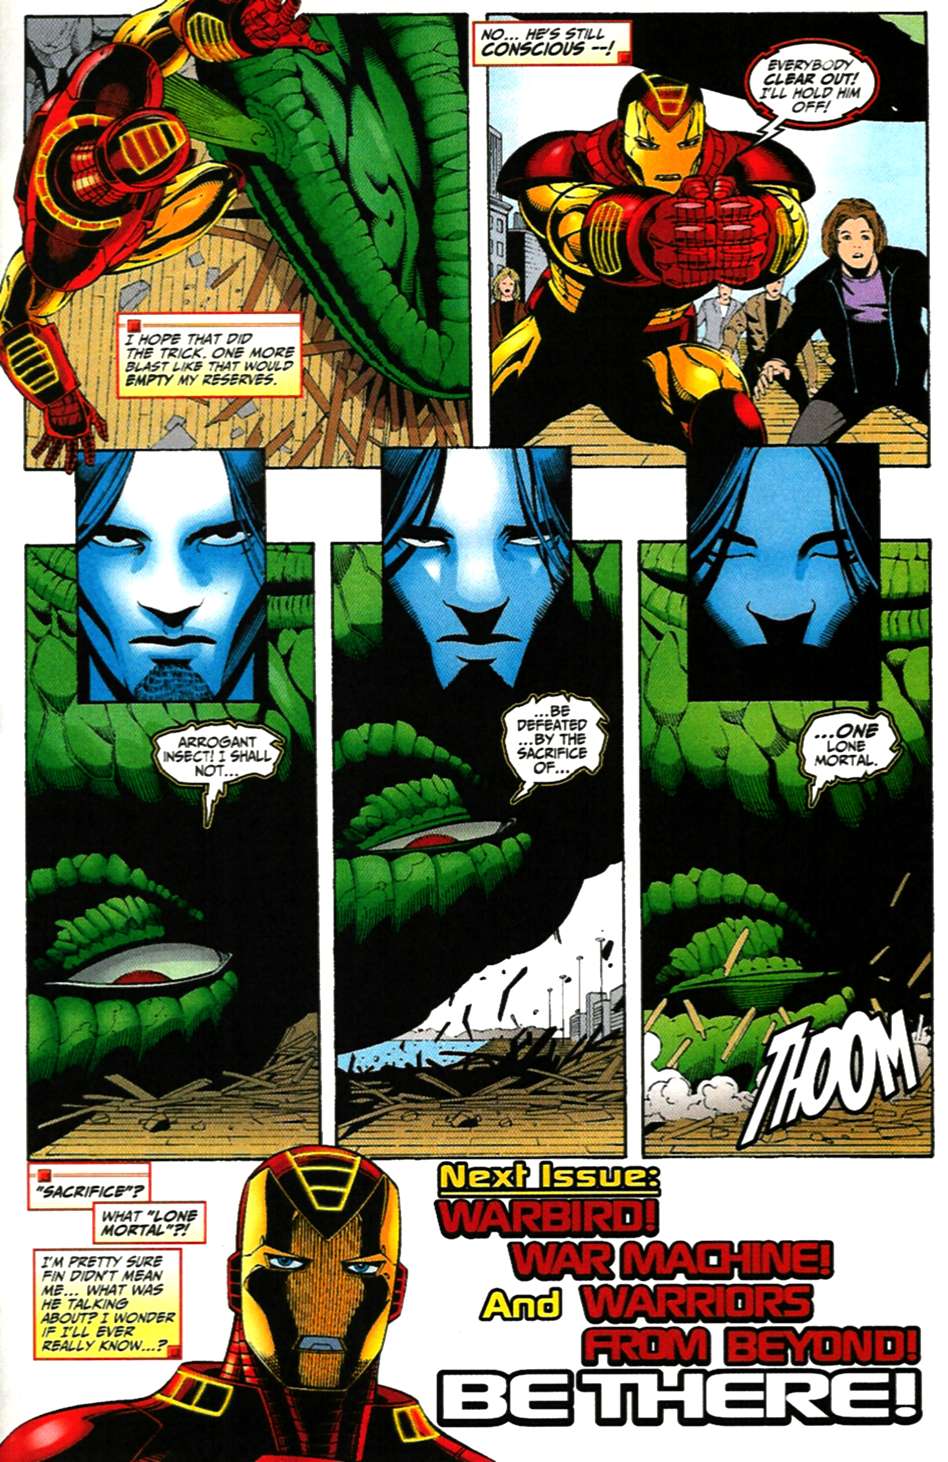 I HOPE THAT DID
THE TRICK. ONE MORE
BLAST LIKE THAT WOULD
EMPTY MY RESERVES.
NO... HE'S STILL
CONSCIOUS --!
EVERYBODY
CLEAR OUT!
I'LL HOLD HIM
OFF!
ARROGANT
INSECT! I SHALL
NOT...
...BE
DEFEATED
...BY THE
SACRIFICE
OF...
...ONE
LONE
MORTAL.
THOOM
"SACRIFICE"?
WHAT "LONE
MORTAL"?!
I'M PRETTY SURE
FIN DIDN'T MEAN
ME... WHAT WAS
HE TALKING
ABOUT? I WONDER
IF I'LL EVER
REALLY KNOW...?
Next Issue:
WARBIRD!
WAR MACHINE!
And WARRIORS
FROM BEYOND!
BE THERE!